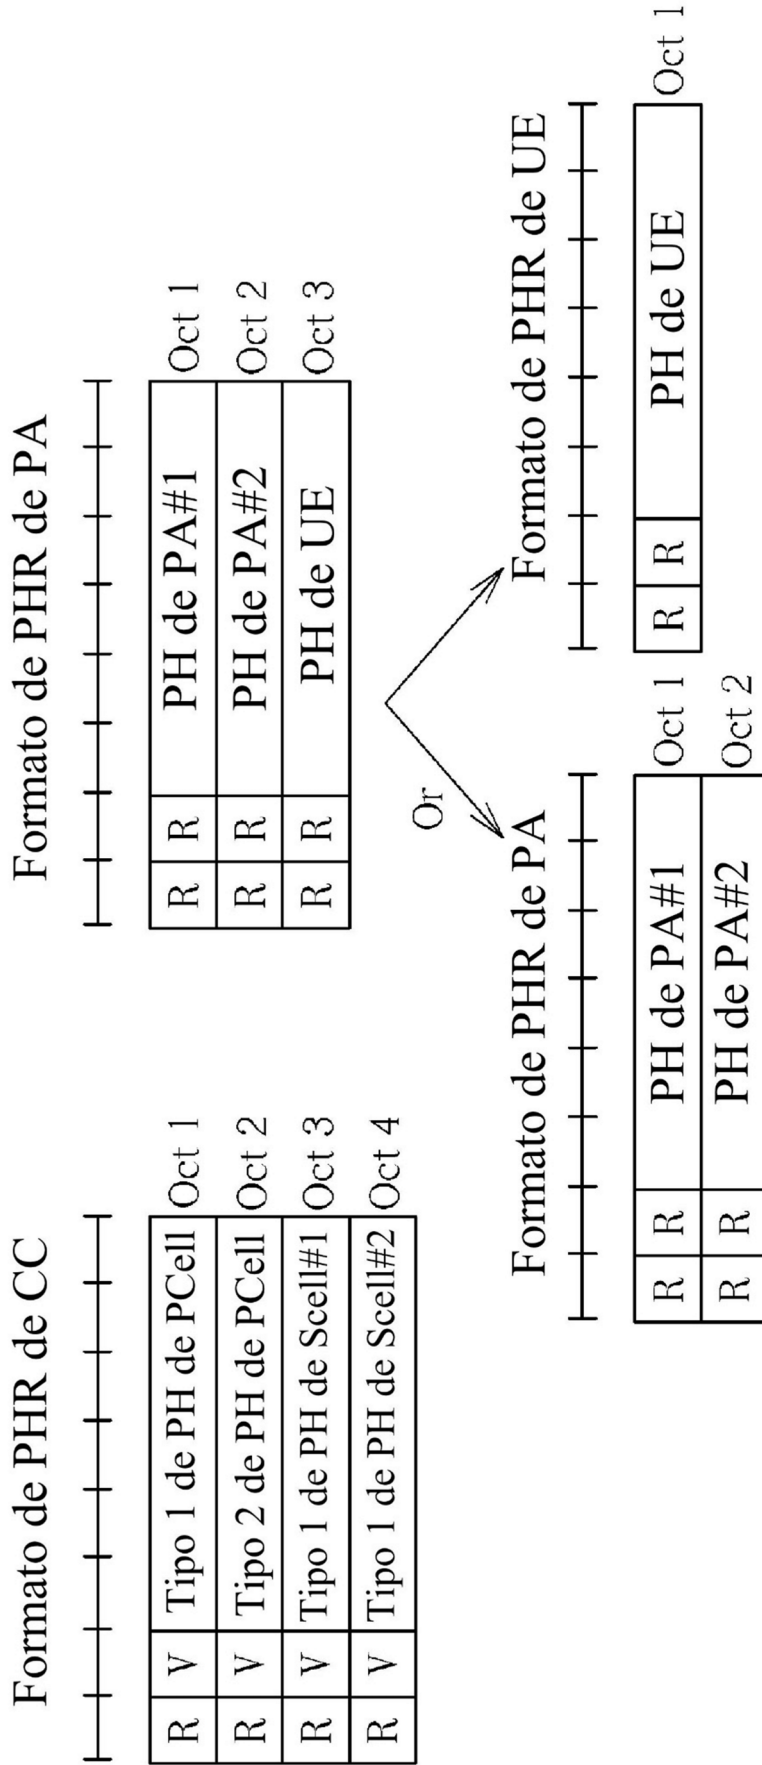 Formato de PHR de CC
R V Tipo 1 de PH de PCell Oct 1
R V Tipo 2 de PH de PCell Oct 2
R V Tipo 1 de PH de Scell#1 Oct 3
R V Tipo 1 de PH de Scell#2 Oct 4
Formato de PHR de PA
R R PH de PA#1 Oct 1
R R PH de PA#2 Oct 2
R R PH de UE Oct 3
Or
Formato de PHR de PA
R R PH de PA#1 Oct 1
R R PH de PA#2 Oct 2
Formato de PHR de UE
R R PH de UE Oct 1